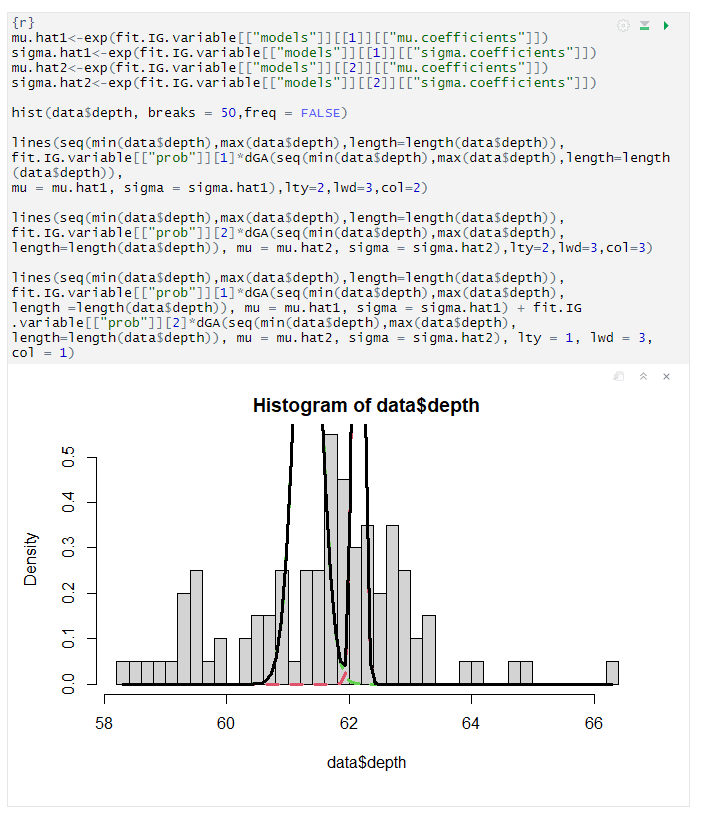 {r}
mu.hat1<-exp(fit.IG.variable[["models"]][[1]][["mu.coefficients"]])
sigma.hat1<-exp(fit.IG.variable[["models"]][[1]][["sigma.coefficients"]])
mu.hat2<-exp(fit.IG.variable[["models"]][[2]][["mu.coefficients"]])
sigma.hat2<-exp(fit.IG.variable[["models"]][[2]][["sigma.coefficients"]])
hist(data$depth, breaks = 50,freq = FALSE)
lines(seq(min(data$depth),max(data$depth),length=length(data$depth)),
fit.IG.variable[["prob"]][1]*dGA(seq(min(data$depth),max(data$depth),length=length
(data$depth)),
mu = mu.hat1, sigma = sigma.hat1),lty=2,lwd=3,col=2)
lines(seq(min(data$depth),max(data$depth),length=length(data$depth)),
fit.IG.variable[["prob"]][2]*dGA(seq(min(data$depth),max(data$depth),
length=length(data$depth)), mu = mu.hat2, sigma = sigma.hat2),lty=2,lwd=3,col=3)
lines(seq(min(data$depth),max(data$depth),length=length(data$depth)),
fit.IG.variable[["prob"]][1]*dGA(seq(min(data$depth),max(data$depth),
length =length(data$depth)), mu = mu.hat1, sigma = sigma.hat1) + fit.IG
.variable[["prob"]][2]*dGA(seq(min(data$depth),max(data$depth),
length=length(data$depth)), mu = mu.hat2, sigma = sigma.hat2), lty = 1, lwd = 3,
col = 1)
Histogram of data$depth
Density
0.5
0.4
0.3
0.2
0.1
0.0
58 60 62 64 66
data$depth